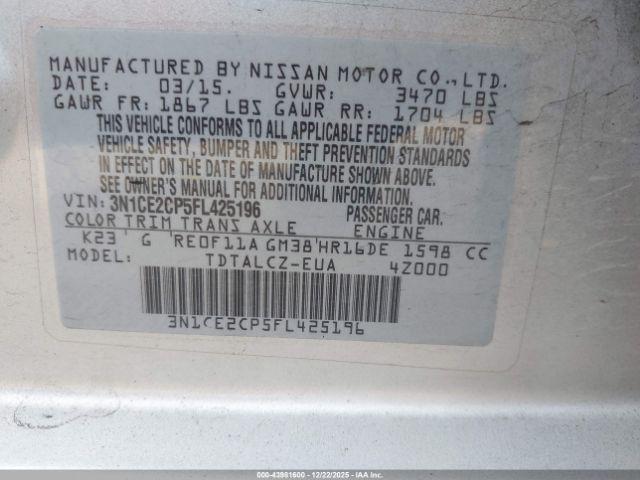 MANUFACTURED BY NISSAN MOTOR CO., LTD.
DATE: 03/15. GVWR: 3470 LBS
GAWR FR: 1867 LBS GAWR RR: 1704 LBS
THIS VEHICLE CONFORMS TO ALL APPLICABLE FEDERAL MOTOR
VEHICLE SAFETY, BUMPER AND THEFT PREVENTION STANDARDS
IN EFFECT ON THE DATE OF MANUFACTURE SHOWN ABOVE.
SEE OWNER'S MANUAL FOR ADDITIONAL INFORMATION.
VIN: 3N1CE2CP5FL425196 PASSENGER CAR.
COLOR TRIM TRANS AXLE ENGINE
K23 G RE0F11A GM38 HR16DE 1598 CC
MODEL: TDTALCZ-EUA 4Z000
3N1CE2CP5FL425196
000-43981600 - 12/22/2025 - IAA Holdings, LLC, Copyright